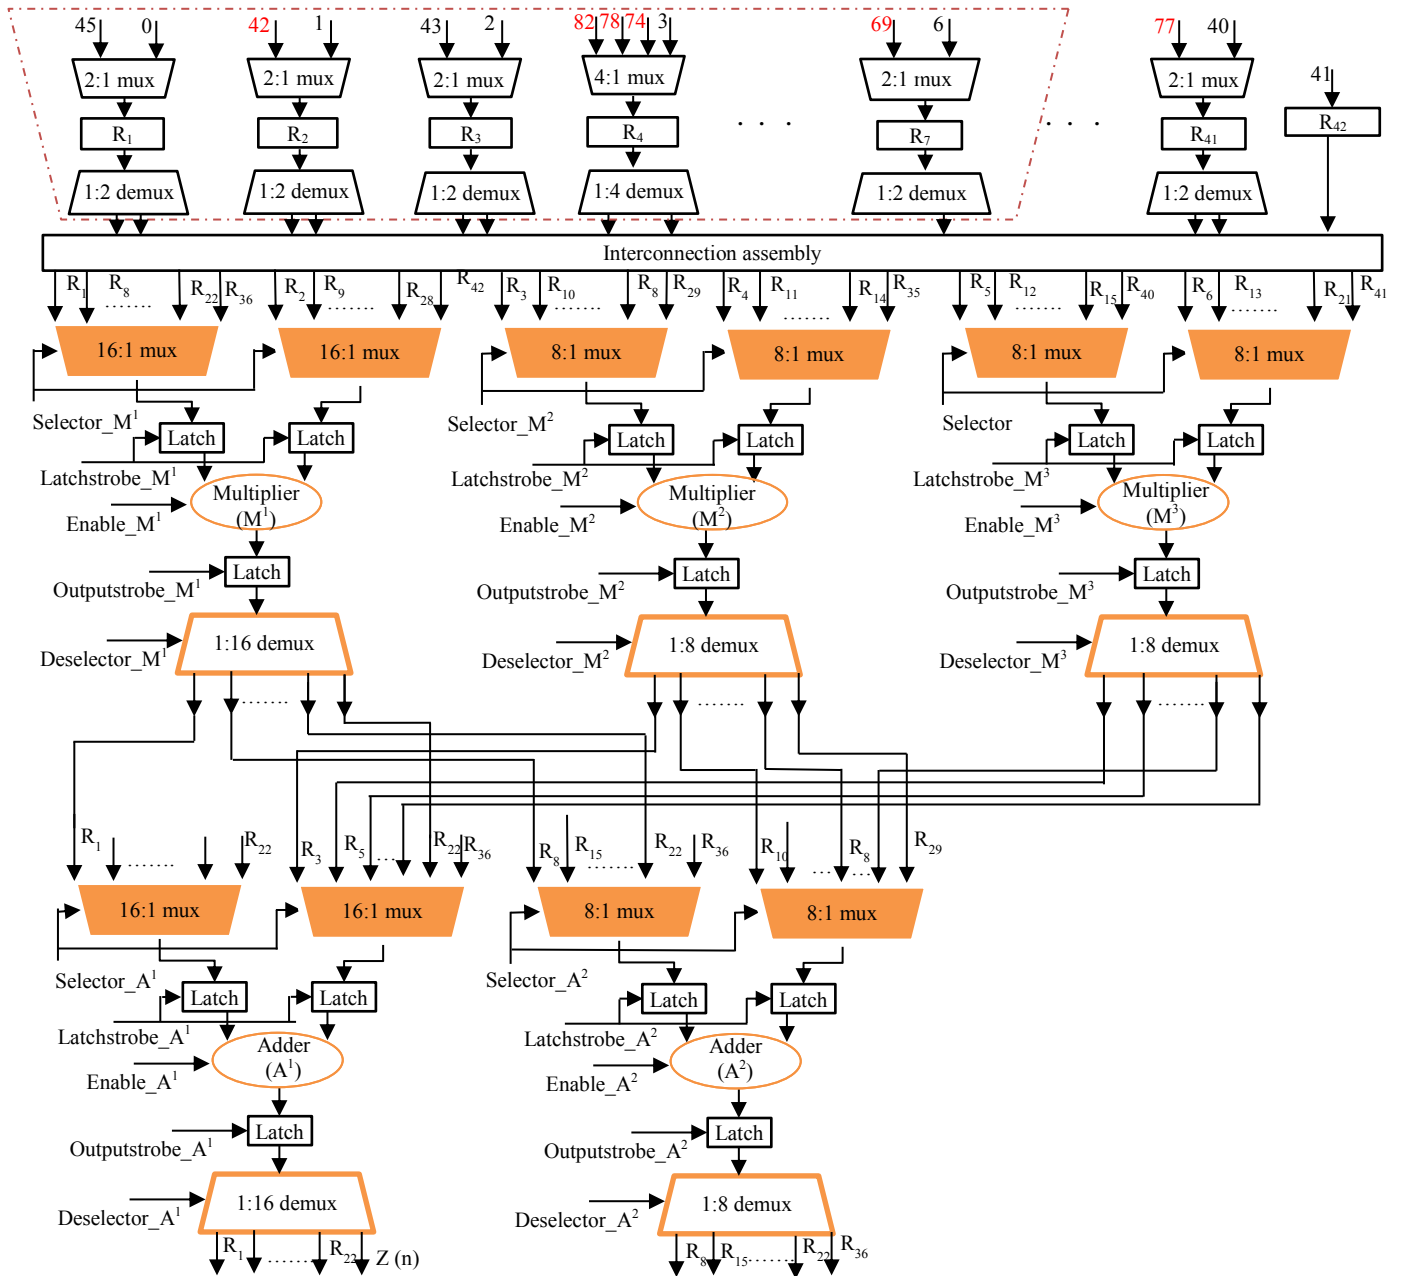 45 0 42 1 43 2 82 78 74 3 69 6 77 40 41
2:1 mux 2:1 mux 2:1 mux 4:1 mux 2:1 mux 2:1 mux
R1 R2 R3 R4 . . . R7 . . . R41 R42
1:2 demux 1:2 demux 1:2 demux 1:4 demux 1:2 demux 1:2 demux
Interconnection assembly
R1 R8 ....... R22 R36 R2 R9 ....... R28 R42 R3 R10 ....... R8 R29 R4 R11 ....... R14 R35 R5 R12 ....... R15 R40 R6 R13 ....... R21 R41
16:1 mux 16:1 mux 8:1 mux 8:1 mux 8:1 mux 8:1 mux
Selector_M1 Selector_M2 Selector
Latch Latch Latch Latch Latch Latch
Latchstrobe_M1 Latchstrobe_M2 Latchstrobe_M3
Multiplier (M1) Multiplier (M2) Multiplier (M3)
Enable_M1 Enable_M2 Enable_M3
Latch Latch Latch
Outputstrobe_M1 Outputstrobe_M2 Outputstrobe_M3
1:16 demux 1:8 demux 1:8 demux
Deselector_M1 Deselector_M2 Deselector_M3
....... ....... .......
R1 ....... R22 R3 R5 ... R22 R36 R8 R15 ....... R22 R36 R10 ....... R8 R29
16:1 mux 16:1 mux 8:1 mux 8:1 mux
Selector_A1 Selector_A2
Latch Latch Latch Latch
Latchstrobe_A1 Latchstrobe_A2
Adder (A1) Adder (A2)
Enable_A1 Enable_A2
Latch Latch
Outputstrobe_A1 Outputstrobe_A2
1:16 demux 1:8 demux
Deselector_A1 Deselector_A2
R1 ....... R22 Z (n) R8 R15 ....... R22 R36